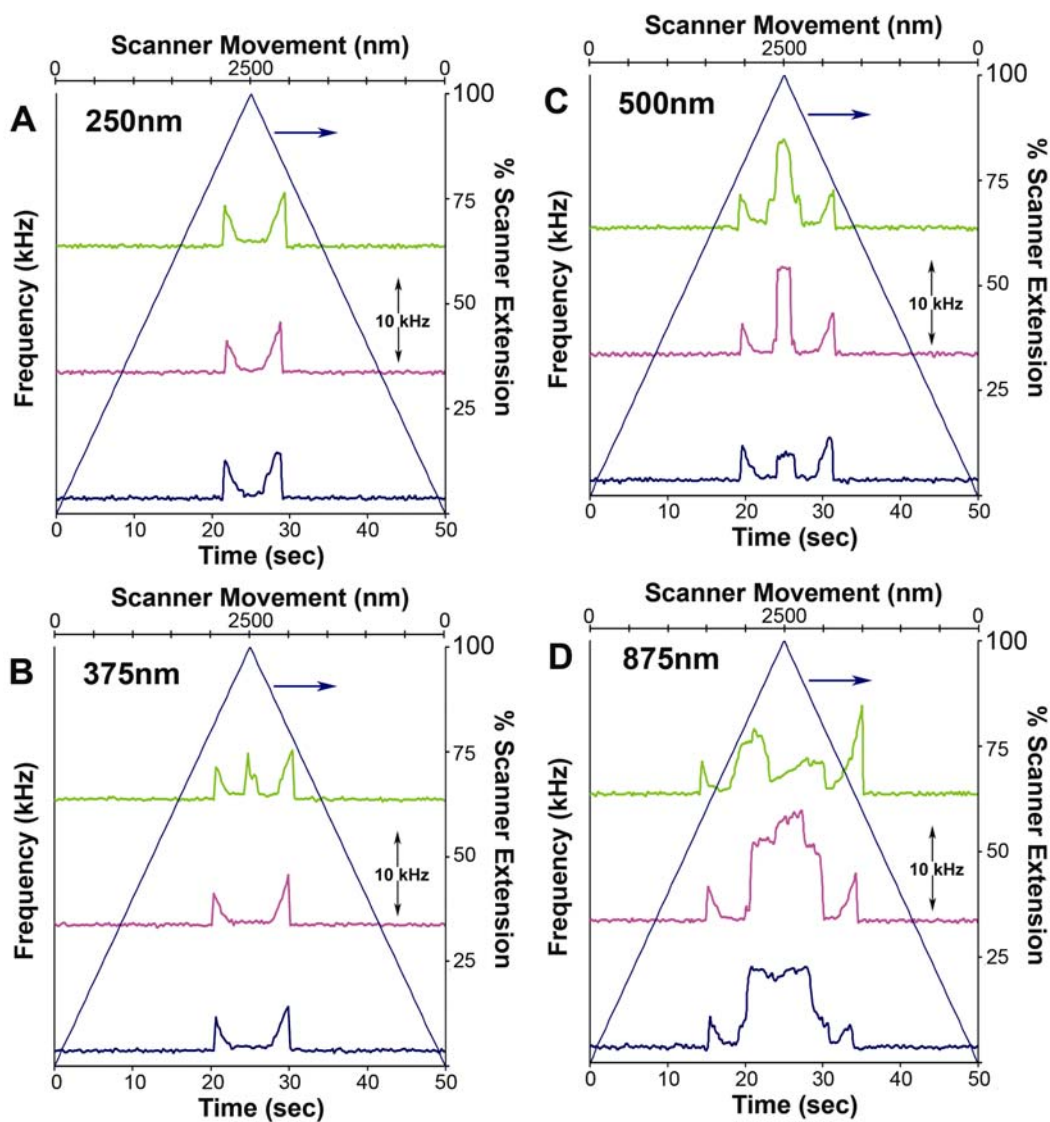 Scanner Movement (nm)
0 2500 0
A
250nm
100
75
50
25
Frequency (kHz)
% Scanner Extension
10 kHz
0 10 20 30 40 50
Time (sec)
Scanner Movement (nm)
0 2500 0
C
500nm
100
75
50
25
Frequency (kHz)
% Scanner Extension
10 kHz
0 10 20 30 40 50
Time (sec)
Scanner Movement (nm)
0 2500 0
B
375nm
100
75
50
25
Frequency (kHz)
% Scanner Extension
10 kHz
0 10 20 30 40 50
Time (sec)
Scanner Movement (nm)
0 2500 0
D
875nm
100
75
50
25
Frequency (kHz)
% Scanner Extension
10 kHz
0 10 20 30 40 50
Time (sec)